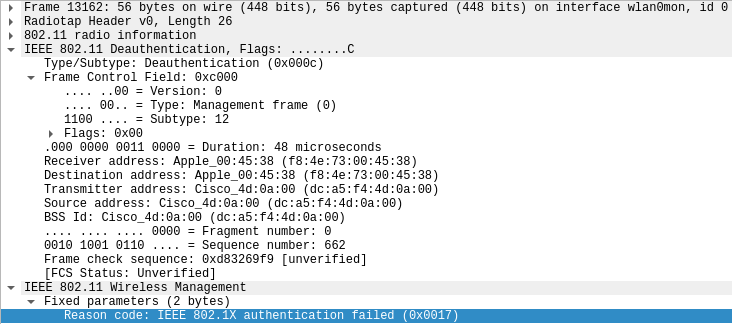 Frame 13162: 56 bytes on wire (448 bits), 56 bytes captured (448 bits) on interface wlan0mon, id 0
Radiotap Header v0, Length 26
802.11 radio information
IEEE 802.11 Deauthentication, Flags: ........C
Type/Subtype: Deauthentication (0x000c)
Frame Control Field: 0xc000
.... ..00 = Version: 0
.... 00.. = Type: Management frame (0)
1100 .... = Subtype: 12
Flags: 0x00
.000 0000 0011 0000 = Duration: 48 microseconds
Receiver address: Apple_00:45:38 (f8:4e:73:00:45:38)
Destination address: Apple_00:45:38 (f8:4e:73:00:45:38)
Transmitter address: Cisco_4d:0a:00 (dc:a5:f4:4d:0a:00)
Source address: Cisco_4d:0a:00 (dc:a5:f4:4d:0a:00)
BSS Id: Cisco_4d:0a:00 (dc:a5:f4:4d:0a:00)
.... .... .... 0000 = Fragment number: 0
0010 1001 0110 .... = Sequence number: 662
Frame check sequence: 0xd83269f9 [unverified]
[FCS Status: Unverified]
IEEE 802.11 Wireless Management
Fixed parameters (2 bytes)
Reason code: IEEE 802.1X authentication failed (0x0017)